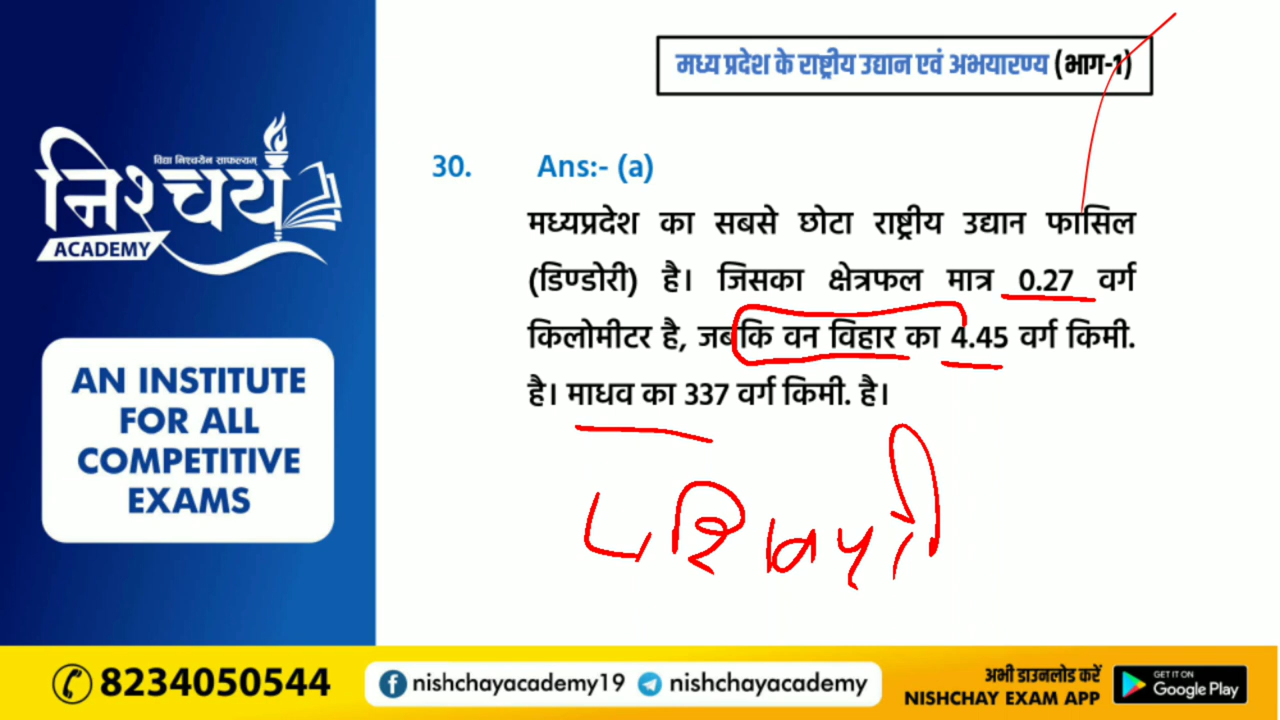 मध्य प्रदेश के राष्ट्रीय उद्यान एवं अभयारण्य (भाग-1)
विद्या निश्चयेन साफल्यम्
निश्चय
ACADEMY
AN INSTITUTE
FOR ALL
COMPETITIVE
EXAMS
30. Ans:- (a)
मध्यप्रदेश का सबसे छोटा राष्ट्रीय उद्यान फासिल
(डिण्डोरी) है। जिसका क्षेत्रफल मात्र 0.27 वर्ग
किलोमीटर है, जबकि वन विहार का 4.45 वर्ग किमी.
है। माधव का 337 वर्ग किमी. है।
8234050544
nishchayacademy19
nishchayacademy
अभी डाउनलोड करें
NISHCHAY EXAM APP
GET IT ON
Google Play